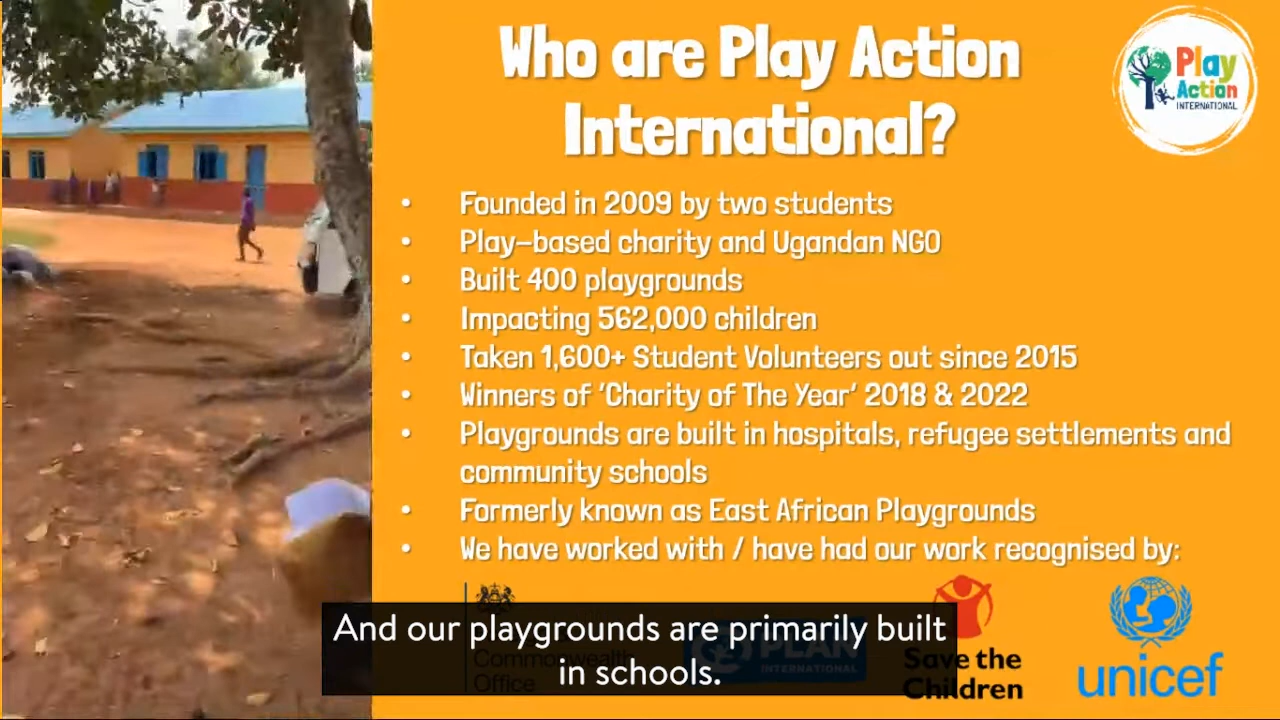 Who are Play Action
International?
Play
Action
INTERNATIONAL
• Founded in 2009 by two students
• Play-based charity and Ugandan NGO
• Built 400 playgrounds
• Impacting 562,000 children
• Taken 1,600+ Student Volunteers out since 2015
• Winners of 'Charity of The Year' 2018 & 2022
• Playgrounds are built in hospitals, refugee settlements and
community schools
• Formerly known as East African Playgrounds
• We have worked with / have had our work recognised by:
Commonwealth
Office
PLAN
INTERNATIONAL
Save the
Children
unicef
And our playgrounds are primarily built
in schools.